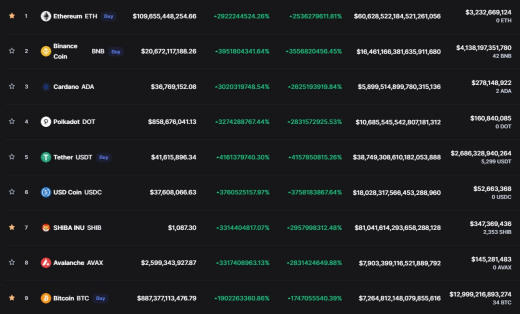 $3,232,669,124
1 Ethereum ETH Buy $109,655,448,254.66 +2922244524.26% +2536279611.81% $60,628,522,184,521,261,056
0 ETH
Binance
2 BNB Buy $20,672,117,188.26 +3951804341.64% +3556820456.45% $16,461,166,381,635,911,680 $4,138,197,351,780
Coin 42 BNB
$278,148,922
3 Cardano ADA $36,769,152.08 +3020319748.54% +2625193919.84% $5,899,514,899,780,315,136
2 ADA
$160,840,085
4 Polkadot DOT $858,676,041.13 +3274288767.44% +2831572925.53% $10,685,545,542,807,181,312
0 DOT
$2,686,328,940,264
5 Tether USDT Buy $41,615,896.34 +4161379740.30% +4157850815.26% $38,749,308,610,182,053,888
5,299 USDT
$52,663,368
6 USD Coin USDC $37,608,066.63 +3760525157.97% +3758183867.64% $18,028,317,566,453,288,960
0 USDC
$347,369,436
7 SHIBA INU SHIB $1,087.30 +3314404817.07% +2957998312.48% $81,041,614,293,658,288,128
2,353 SHIB
$145,281,483
8 Avalanche AVAX $2,599,343,927.87 +3317408963.13% +2831424649.88% $7,903,399,116,521,889,792
0 AVAX
$12,999,216,893,274
9 Bitcoin BTC Buy $887,377,113,476.79 +1902263360.86% +1747055540.39% $7,264,812,148,079,855,616
34 BTC